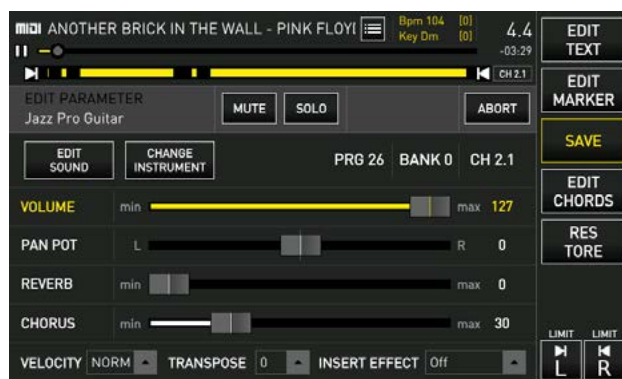 miDi ANOTHER BRICK IN THE WALL - PINK FLOYI
Bpm 104 [0]
Key Dm [0]
4.4
-03:29
CH 2.1
EDIT PARAMETER
Jazz Pro Guitar
MUTE SOLO ABORT
EDIT SOUND
CHANGE INSTRUMENT
PRG 26 BANK 0 CH 2.1
VOLUME min max 127
PAN POT L R 0
REVERB min max 0
CHORUS min max 30
VELOCITY NORM TRANSPOSE 0 INSERT EFFECT Off
EDIT
TEXT
EDIT
MARKER
SAVE
EDIT
CHORDS
RES
TORE
LIMIT LIMIT
L R